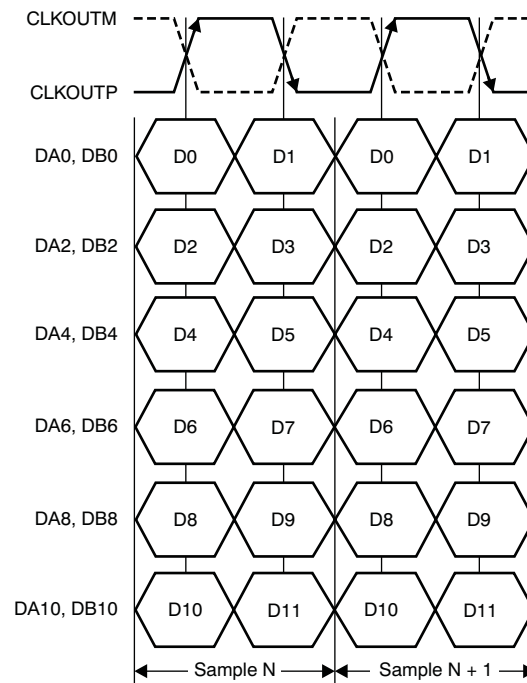 CLKOUTM
CLKOUTP
DA0, DB0 D0 D1 D0 D1
DA2, DB2 D2 D3 D2 D3
DA4, DB4 D4 D5 D4 D5
DA6, DB6 D6 D7 D6 D7
DA8, DB8 D8 D9 D8 D9
DA10, DB10 D10 D11 D10 D11
Sample N Sample N + 1